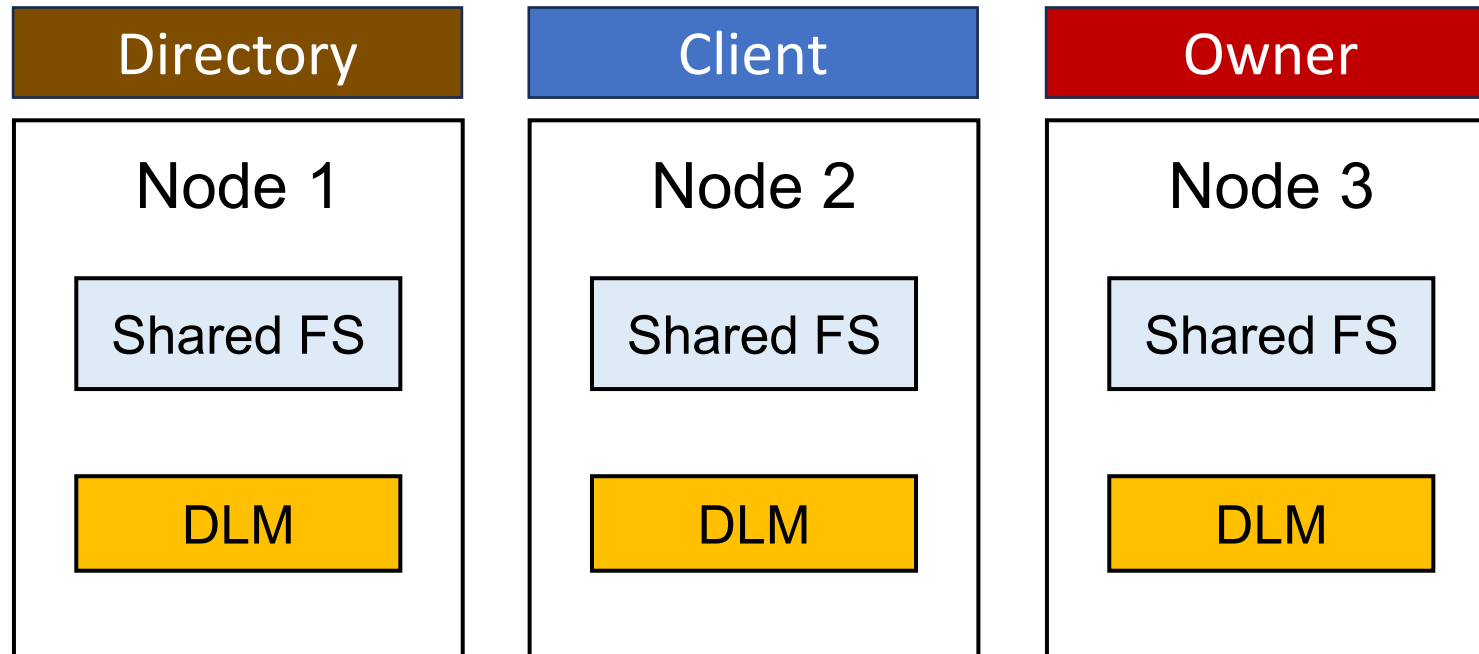 Directory
Client
Owner
Node 1
Node 2
Node 3
Shared FS
Shared FS
Shared FS
DLM
DLM
DLM